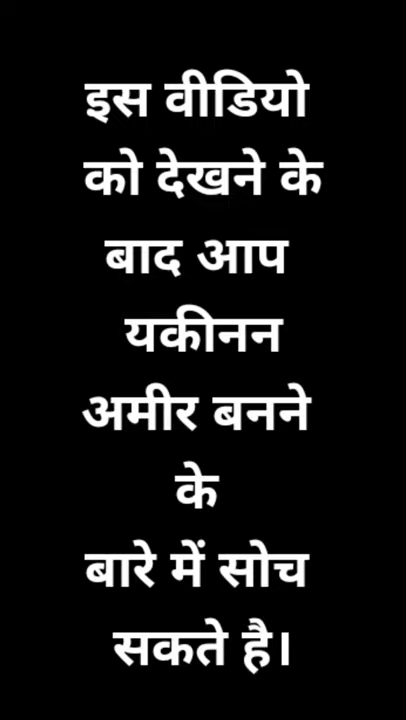 इस वीडियो
को देखने के
बाद आप
यकीनन
अमीर बनने
के
बारे में सोच
सकते है।